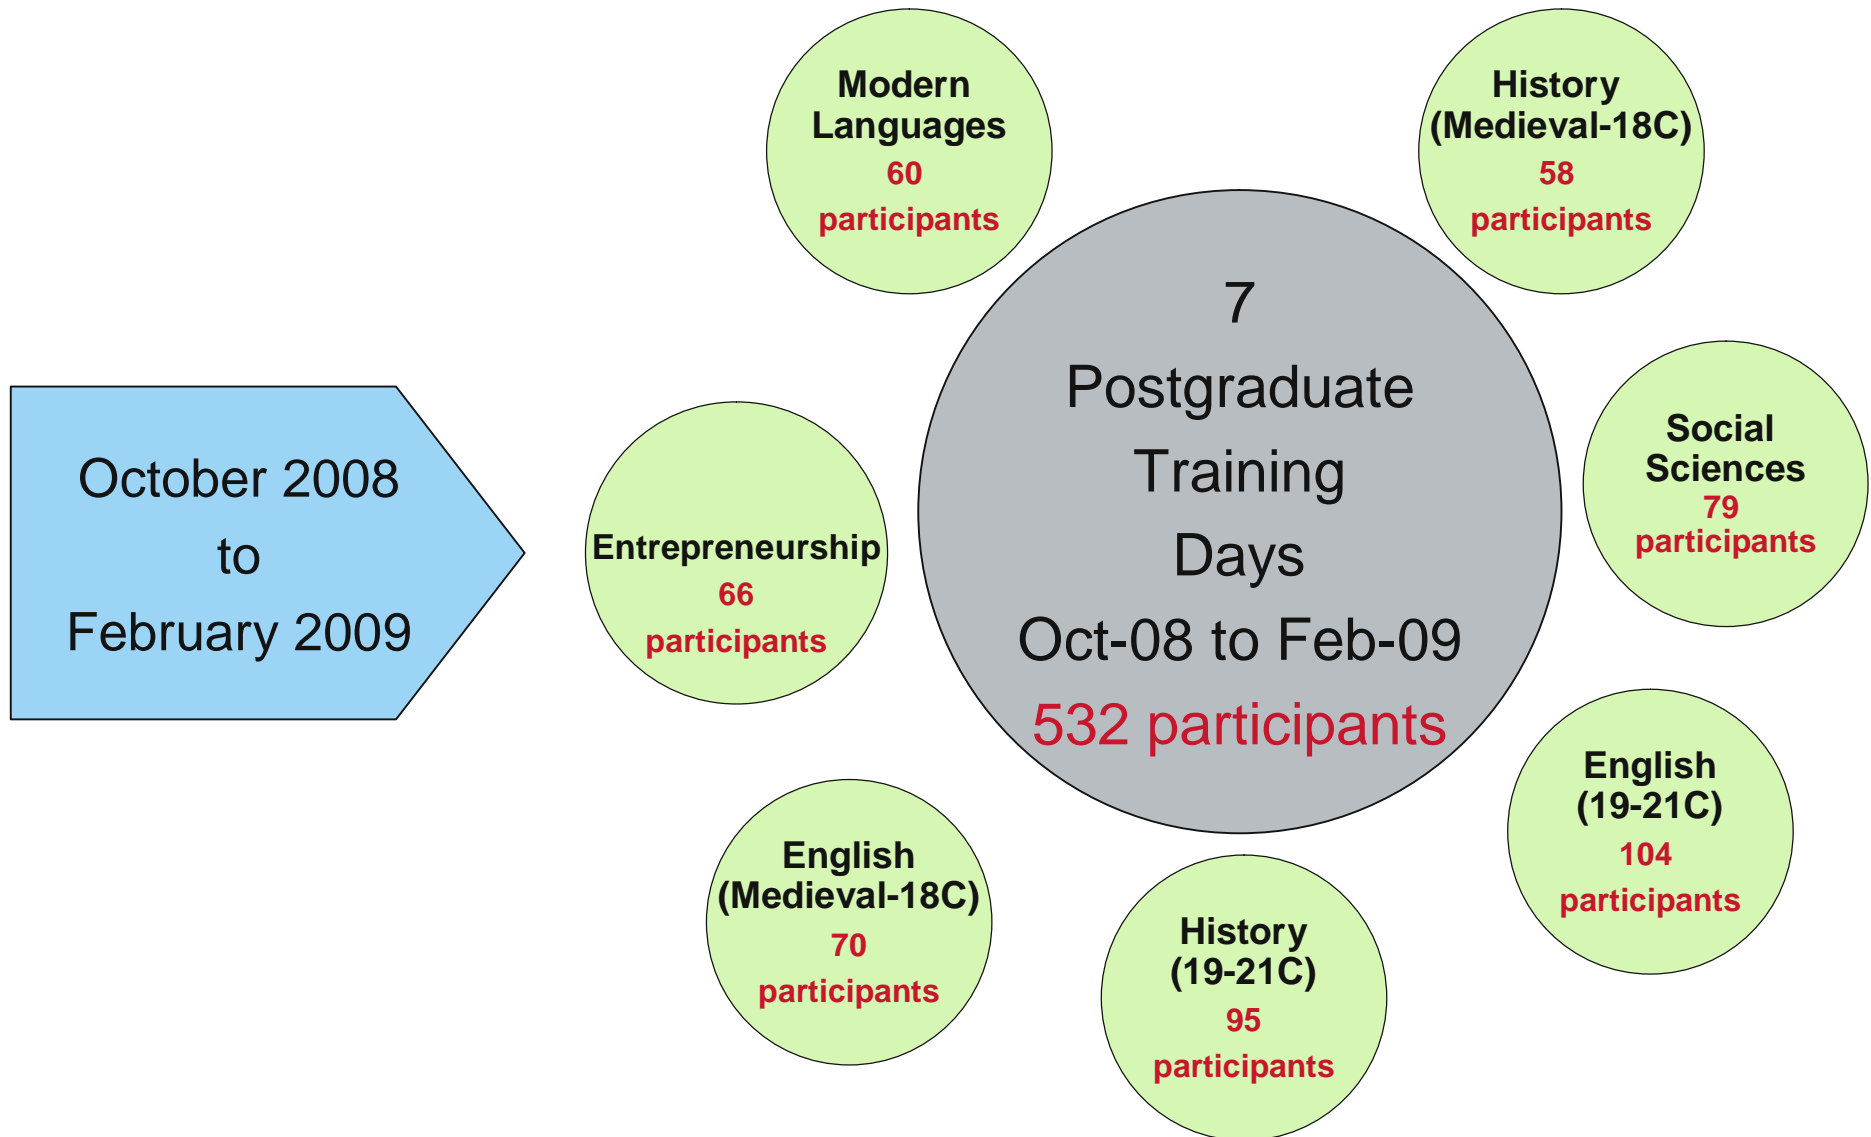 October 2008
to
February 2009
Modern
Languages
60
participants
History
(Medieval-18C)
58
participants
7
Postgraduate
Training
Days
Oct-08 to Feb-09
532 participants
Social
Sciences
79
participants
Entrepreneurship
66
participants
English
(19-21C)
104
participants
English
(Medieval-18C)
70
participants
History
(19-21C)
95
participants